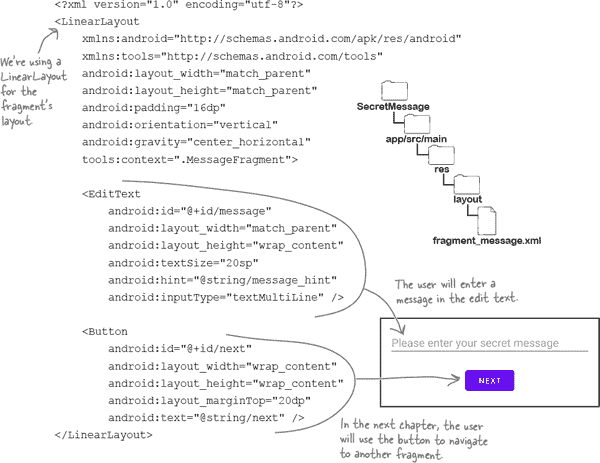 <?xml version="1.0" encoding="utf-8"?>
<LinearLayout
xmlns:android="http://schemas.android.com/apk/res/android"
xmlns:tools="http://schemas.android.com/tools"
android:layout_width="match_parent"
android:layout_height="match_parent"
android:padding="16dp"
android:orientation="vertical"
android:gravity="center_horizontal"
tools:context=".MessageFragment">
We're using a
LinearLayout
for the
fragment's
layout.
SecretMessage
app/src/main
res
layout
fragment_message.xml
<EditText
android:id="@+id/message"
android:layout_width="match_parent"
android:layout_height="wrap_content"
android:textSize="20sp"
android:hint="@string/message_hint"
android:inputType="textMultiLine" />
The user will enter a
message in the edit text.
Please enter your secret message
NEXT
<Button
android:id="@+id/next"
android:layout_width="wrap_content"
android:layout_height="wrap_content"
android:layout_marginTop="20dp"
android:text="@string/next" />
</LinearLayout>
In the next chapter, the user
will use the button to navigate
to another fragment.